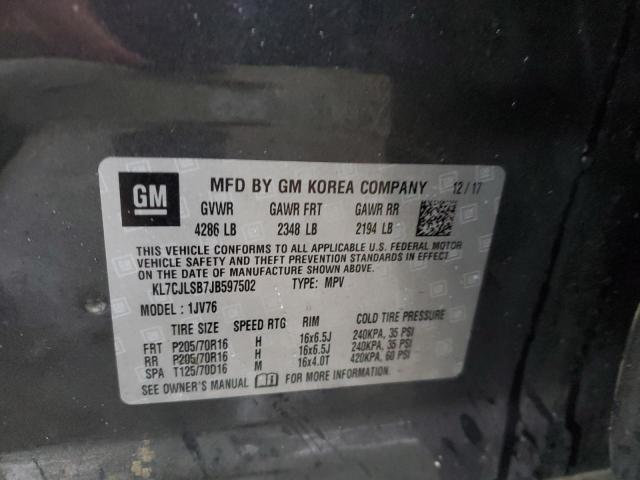 GM MFD BY GM KOREA COMPANY 12/17
GVWR GAWR FRT GAWR RR
4286 LB 2348 LB 2194 LB
THIS VEHICLE CONFORMS TO ALL APPLICABLE U.S. FEDERAL MOTOR
VEHICLE SAFETY AND THEFT PREVENTION STANDARDS IN EFFECT ON
THE DATE OF MANUFACTURE SHOWN ABOVE.
KL7CJLSB7JB597502 TYPE: MPV
MODEL : 1JV76
TIRE SIZE SPEED RTG RIM COLD TIRE PRESSURE
FRT P205/70R16 H 16x6.5J 240KPA, 35 PSI
RR P205/70R16 H 16x6.5J 240KPA, 35 PSI
SPA T125/70D16 M 16x4.0T 420KPA, 60 PSI
SEE OWNER'S MANUAL FOR MORE INFORMATION.